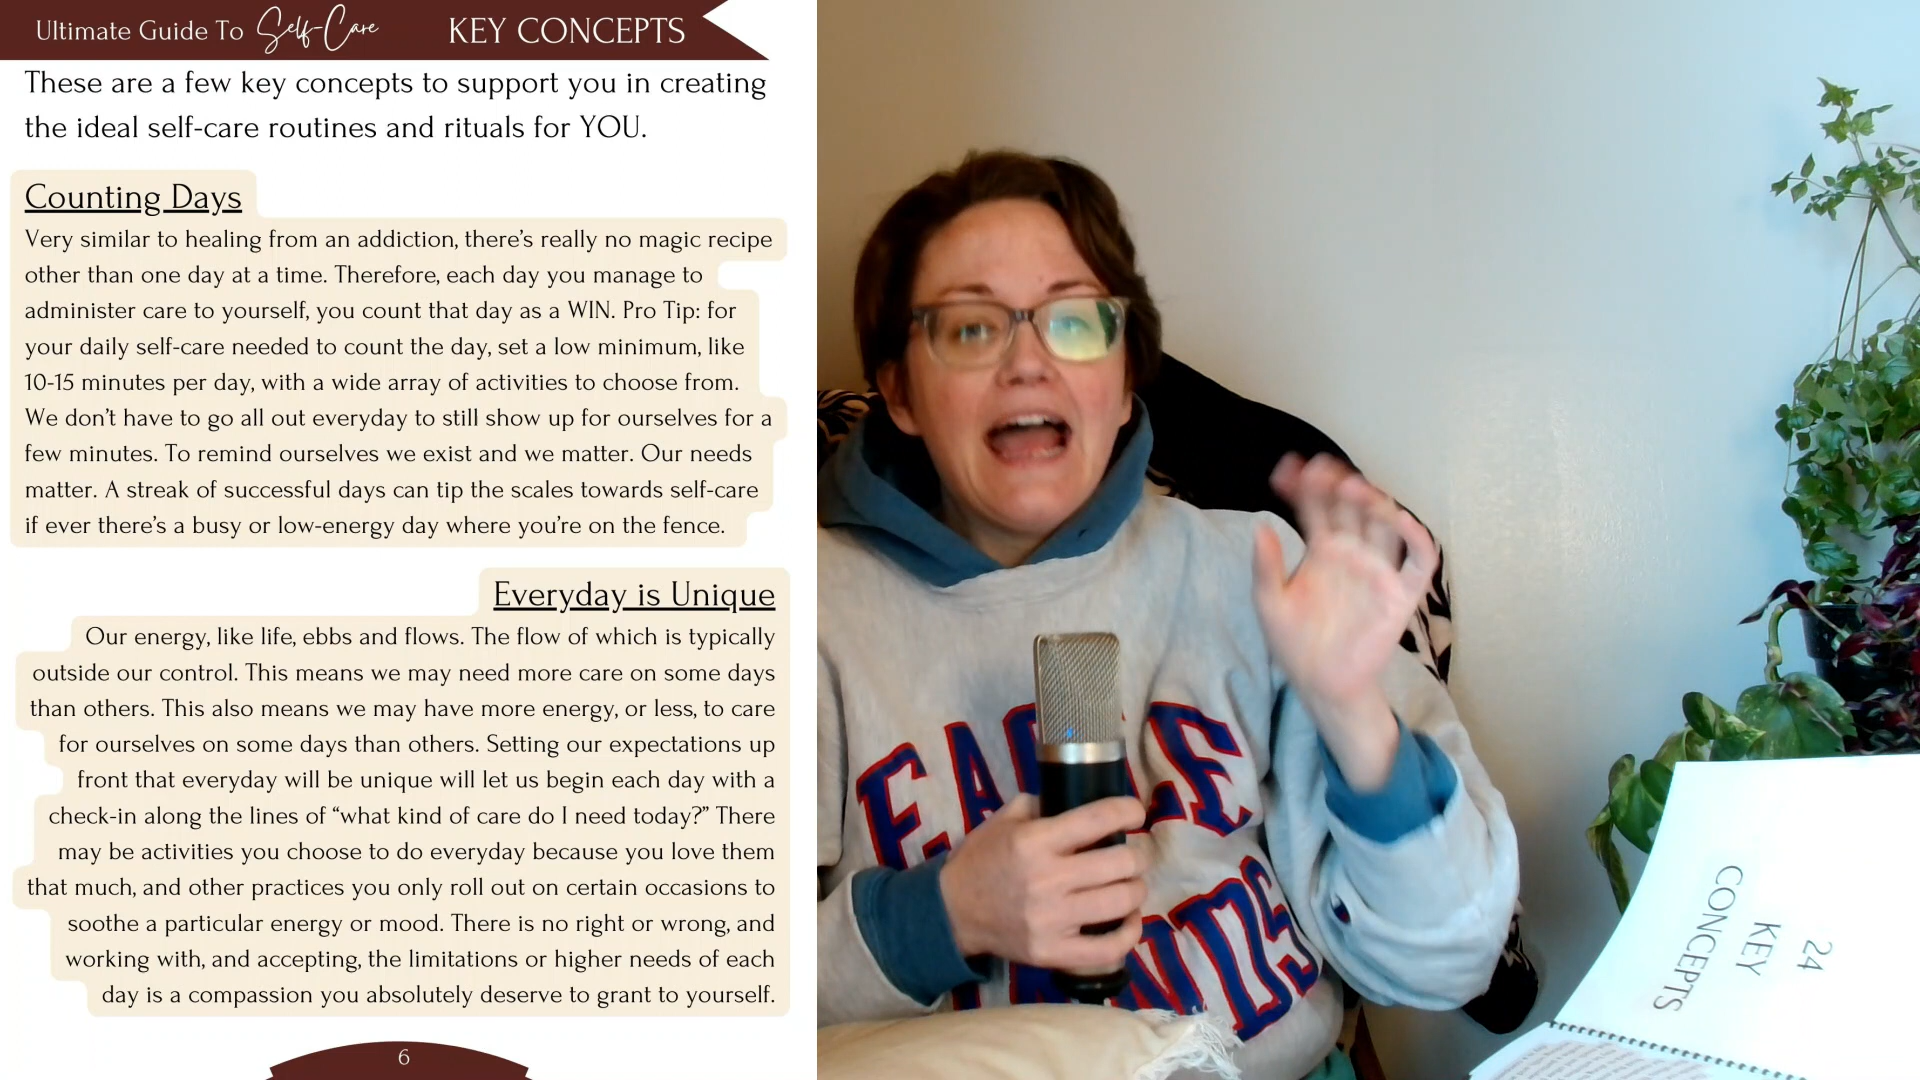 Ultimate Guide To Self-Care KEY CONCEPTS
These are a few key concepts to support you in creating
the ideal self-care routines and rituals for YOU.
Counting Days
Very similar to healing from an addiction, there's really no magic recipe
other than one day at a time. Therefore, each day you manage to
administer care to yourself, you count that day as a WIN. Pro Tip: for
your daily self-care needed to count the day, set a low minimum, like
10-15 minutes per day, with a wide array of activities to choose from.
We don't have to go all out everyday to still show up for ourselves for a
few minutes. To remind ourselves we exist and we matter. Our needs
matter. A streak of successful days can tip the scales towards self-care
if ever there's a busy or low-energy day where you're on the fence.
Everyday is Unique
Our energy, like life, ebbs and flows. The flow of which is typically
outside our control. This means we may need more care on some days
than others. This also means we may have more energy, or less, to care
for ourselves on some days than others. Setting our expectations up
front that everyday will be unique will let us begin each day with a
check-in along the lines of “what kind of care do I need today?” There
may be activities you choose to do everyday because you love them
that much, and other practices you only roll out on certain occasions to
soothe a particular energy or mood. There is no right or wrong, and
working with, and accepting, the limitations or higher needs of each
day is a compassion you absolutely deserve to grant to yourself.
6
EAGLE
24
KEY
CONCEPTS